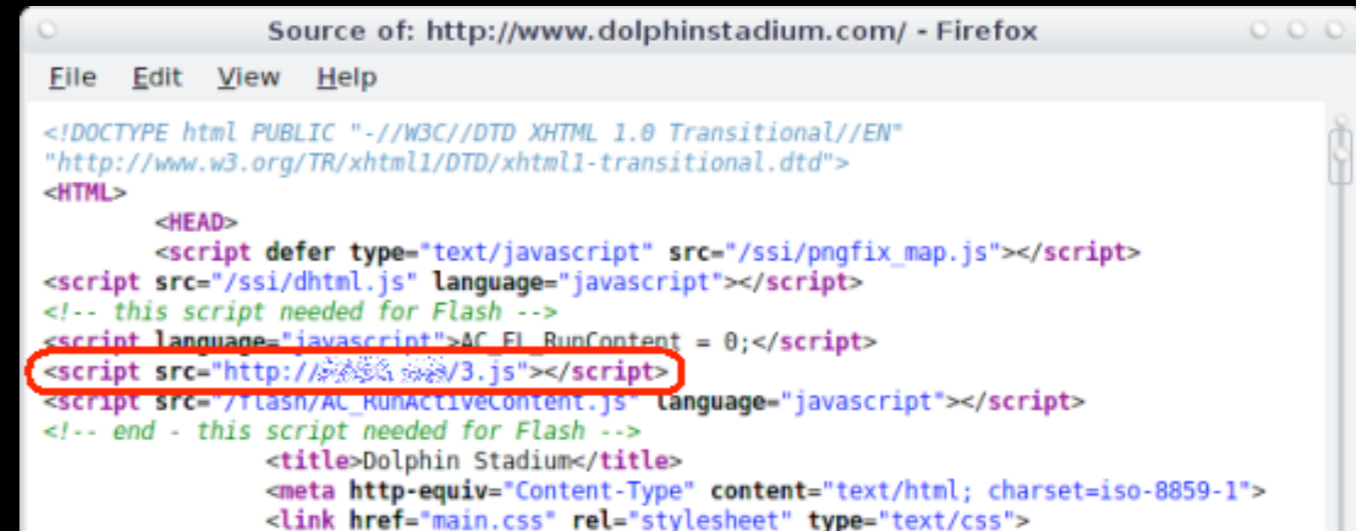 Source of: http://www.dolphinstadium.com/ - Firefox
File Edit View Help
<!DOCTYPE html PUBLIC "-//W3C//DTD XHTML 1.0 Transitional//EN"
"http://www.w3.org/TR/xhtml1/DTD/xhtml1-transitional.dtd">
<HTML>
<HEAD>
<script defer type="text/javascript" src="/ssi/pngfix_map.js"></script>
<script src="/ssi/dhtml.js" language="javascript"></script>
<!-- this script needed for Flash -->
<script language="javascript">AC_FL_RunContent = 0;</script>
<script src="http:///3.js"></script>
<script src="/flash/AC_RunActiveContent.js" language="javascript"></script>
<!-- end - this script needed for Flash -->
<title>Dolphin Stadium</title>
<meta http-equiv="Content-Type" content="text/html; charset=iso-8859-1">
<link href="main.css" rel="stylesheet" type="text/css">